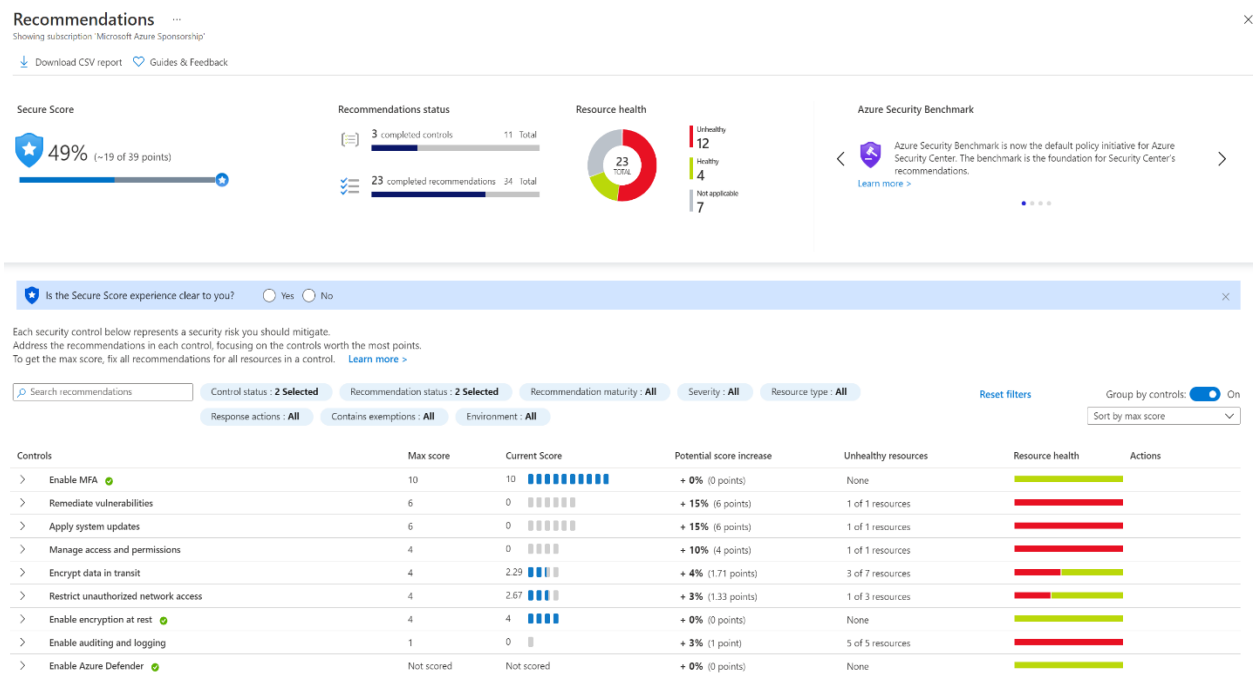 Recommendations ...
Showing subscription 'Microsoft Azure Sponsorship'
Download CSV report Guides & Feedback
Secure Score
49% (~19 of 39 points)
Recommendations status
3 completed controls 11 Total
23 completed recommendations 34 Total
Resource health
23
TOTAL
Unhealthy
12
Healthy
4
Not applicable
7
Azure Security Benchmark
Azure Security Benchmark is now the default policy initiative for Azure
Security Center. The benchmark is the foundation for Security Center's
recommendations.
Learn more >
Is the Secure Score experience clear to you? Yes No
Each security control below represents a security risk you should mitigate.
Address the recommendations in each control, focusing on the controls worth the most points.
To get the max score, fix all recommendations for all resources in a control. Learn more >
Search recommendations Control status : 2 Selected Recommendation status : 2 Selected Recommendation maturity : All Severity : All Resource type : All Reset filters Group by controls: On
Response actions : All Contains exemptions : All Environment : All Sort by max score
Controls Max score Current Score Potential score increase Unhealthy resources Resource health Actions
Enable MFA 10 10 + 0% (0 points) None
Remediate vulnerabilities 6 0 + 15% (6 points) 1 of 1 resources
Apply system updates 6 0 + 15% (6 points) 1 of 1 resources
Manage access and permissions 4 0 + 10% (4 points) 1 of 1 resources
Encrypt data in transit 4 2.29 + 4% (1.71 points) 3 of 7 resources
Restrict unauthorized network access 4 2.67 + 3% (1.33 points) 1 of 3 resources
Enable encryption at rest 4 4 + 0% (0 points) None
Enable auditing and logging 1 0 + 3% (1 point) 5 of 5 resources
Enable Azure Defender Not scored Not scored + 0% (0 points) None